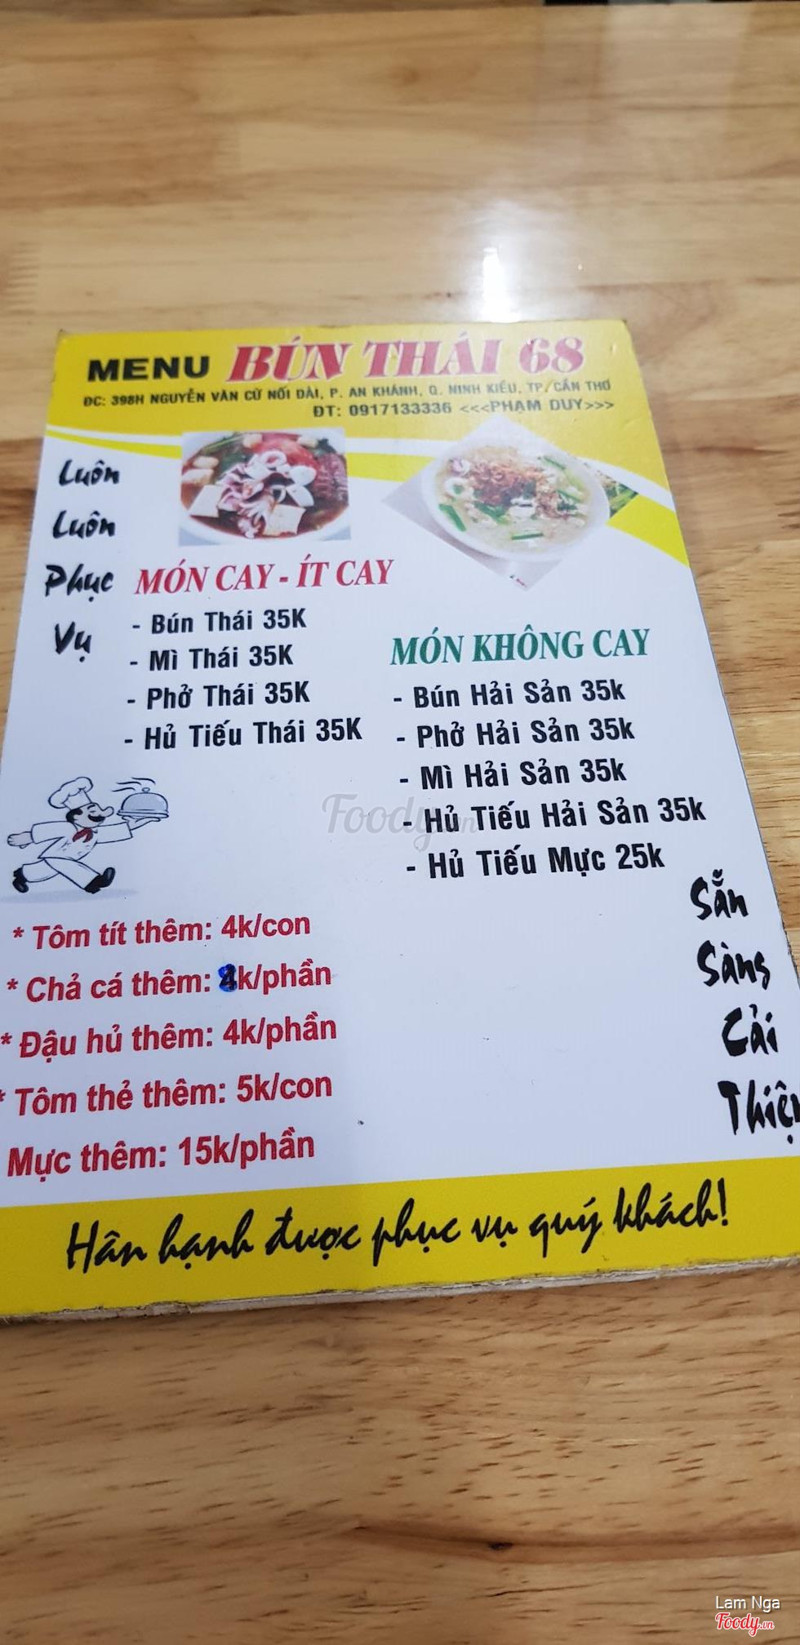 MENU BÚN THÁI 68
ĐC: 398H NGUYỄN VĂN CỪ NỐI DÀI, P. AN KHÁNH, Q. NINH KIỀU, TP. CẦN THƠ
ĐT: 0917133336 <<<PHẠM DUY>>>
Luôn
Luôn
Phục
Vụ
MÓN CAY - ÍT CAY
- Bún Thái 35K
- Mì Thái 35K
- Phở Thái 35K
- Hủ Tiếu Thái 35K
MÓN KHÔNG CAY
- Bún Hải Sản 35k
- Phở Hải Sản 35k
- Mì Hải Sản 35k
- Hủ Tiếu Hải Sản 35k
- Hủ Tiếu Mực 25k
Foody.vn
* Tôm tít thêm: 4k/con
* Chả cá thêm: k/phần
* Đậu hủ thêm: 4k/phần
* Tôm thẻ thêm: 5k/con
Mực thêm: 15k/phần
Sẵn
Sàng
Cải
Thiện
Hân hạnh được phục vụ quý khách!
Lam Nga
Foody.vn